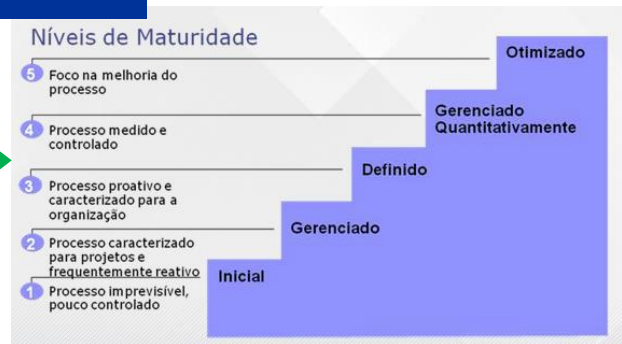 Níveis de Maturidade
Otimizado
5 Foco na melhoria do
processo
Gerenciado
Quantitativamente
4 Processo medido e
controlado
Definido
3 Processo proativo e
caracterizado para a
organização
Gerenciado
2 Processo caracterizado
para projetos e
frequentemente reativo
Inicial
1 Processo imprevisível,
pouco controlado